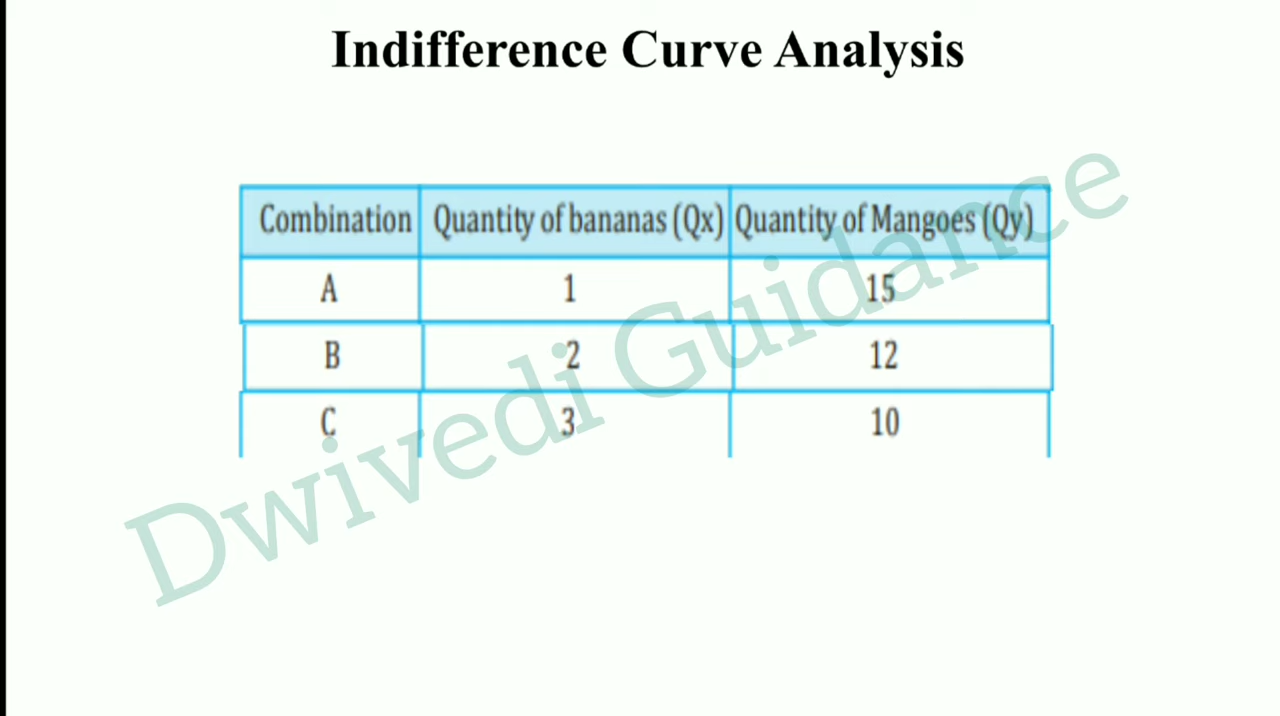 Indifference Curve Analysis
Combination Quantity of bananas (Qx) Quantity of Mangoes (Qy)
A 1 15
B 2 12
C 3 10
Dwivedi Guidance